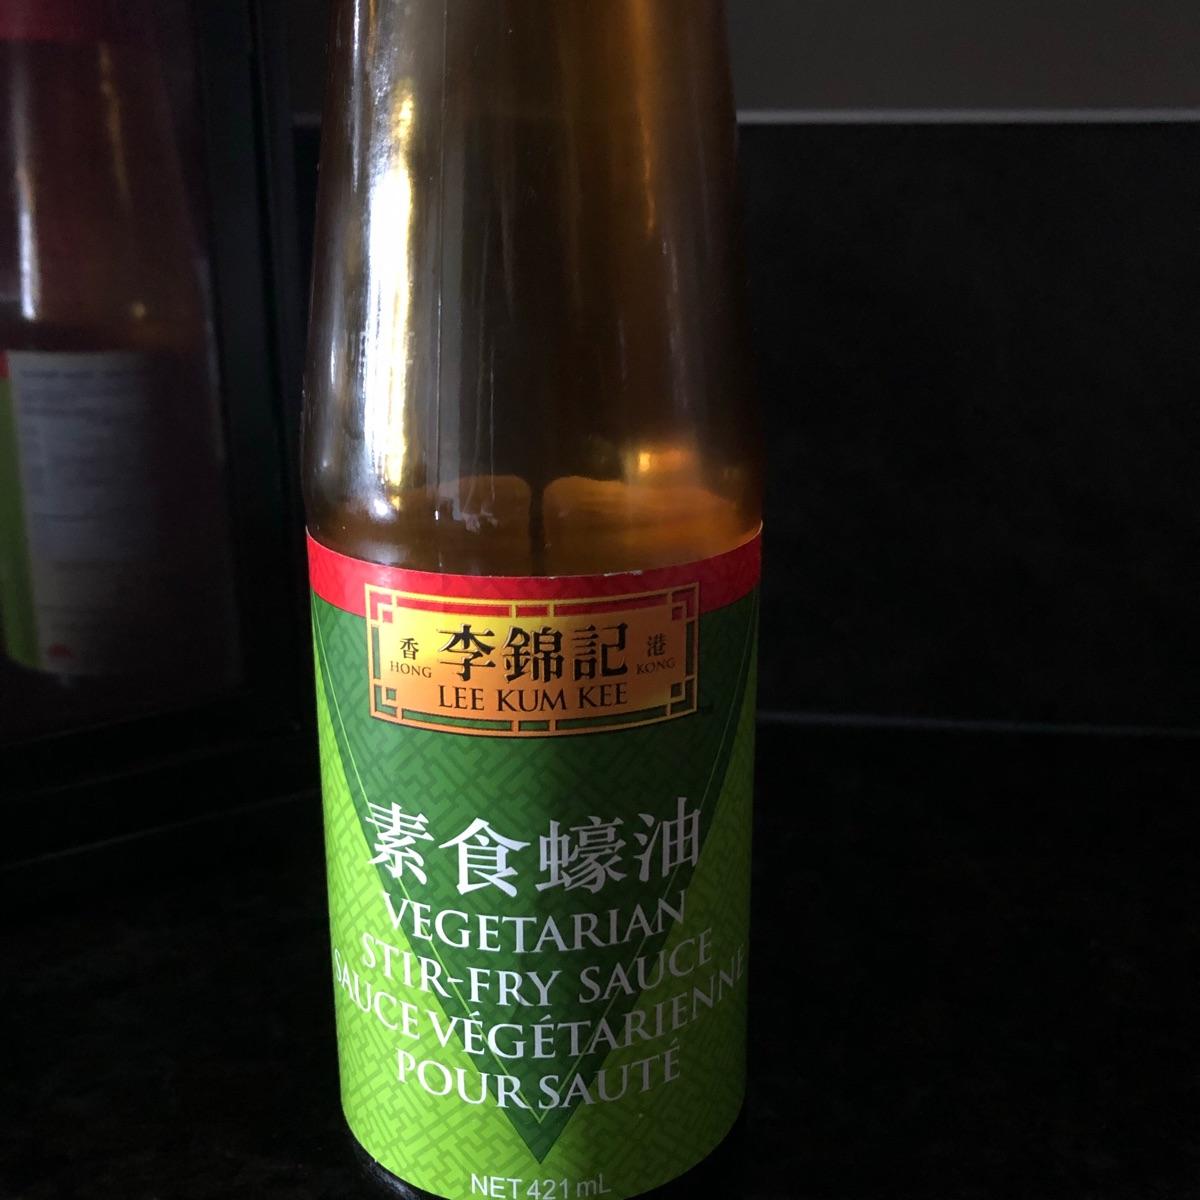 香 李錦記 港
HONG LEE KUM KEE KONG
素食蠔油
VEGETARIAN
STIR-FRY SAUCE
SAUCE VÉGÉTARIENNE
POUR SAUTÉ
NET 421 mL